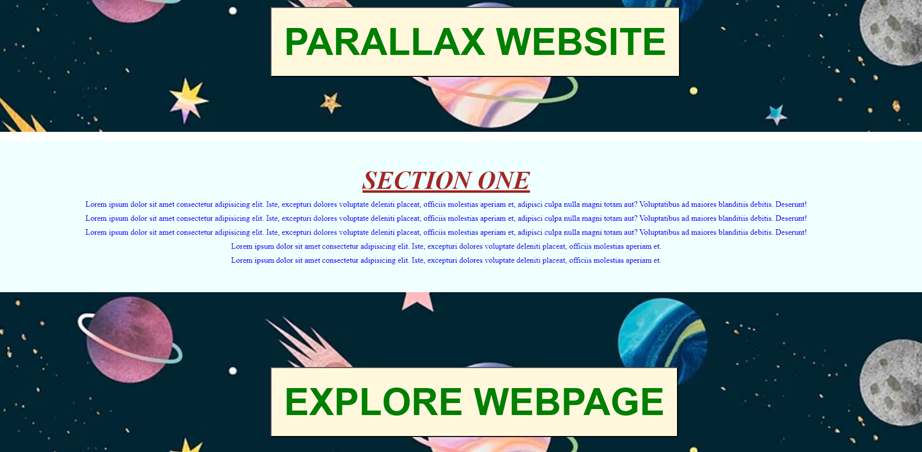 PARALLAX WEBSITE
SECTION ONE
Lorem ipsum dolor sit amet consectetur adipisicing elit. Iste, excepturi dolores voluptate deleniti placeat, officiis molestias aperiam et, adipisci culpa nulla magni totam aut? Voluptatibus ad maiores blanditiis debitis. Deserunt!
Lorem ipsum dolor sit amet consectetur adipisicing elit. Iste, excepturi dolores voluptate deleniti placeat, officiis molestias aperiam et, adipisci culpa nulla magni totam aut? Voluptatibus ad maiores blanditiis debitis. Deserunt!
Lorem ipsum dolor sit amet consectetur adipisicing elit. Iste, excepturi dolores voluptate deleniti placeat, officiis molestias aperiam et, adipisci culpa nulla magni totam aut? Voluptatibus ad maiores blanditiis debitis. Deserunt!
Lorem ipsum dolor sit amet consectetur adipisicing elit. Iste, excepturi dolores voluptate deleniti placeat, officiis molestias aperiam et.
Lorem ipsum dolor sit amet consectetur adipisicing elit. Iste, excepturi dolores voluptate deleniti placeat, officiis molestias aperiam et.
EXPLORE WEBPAGE